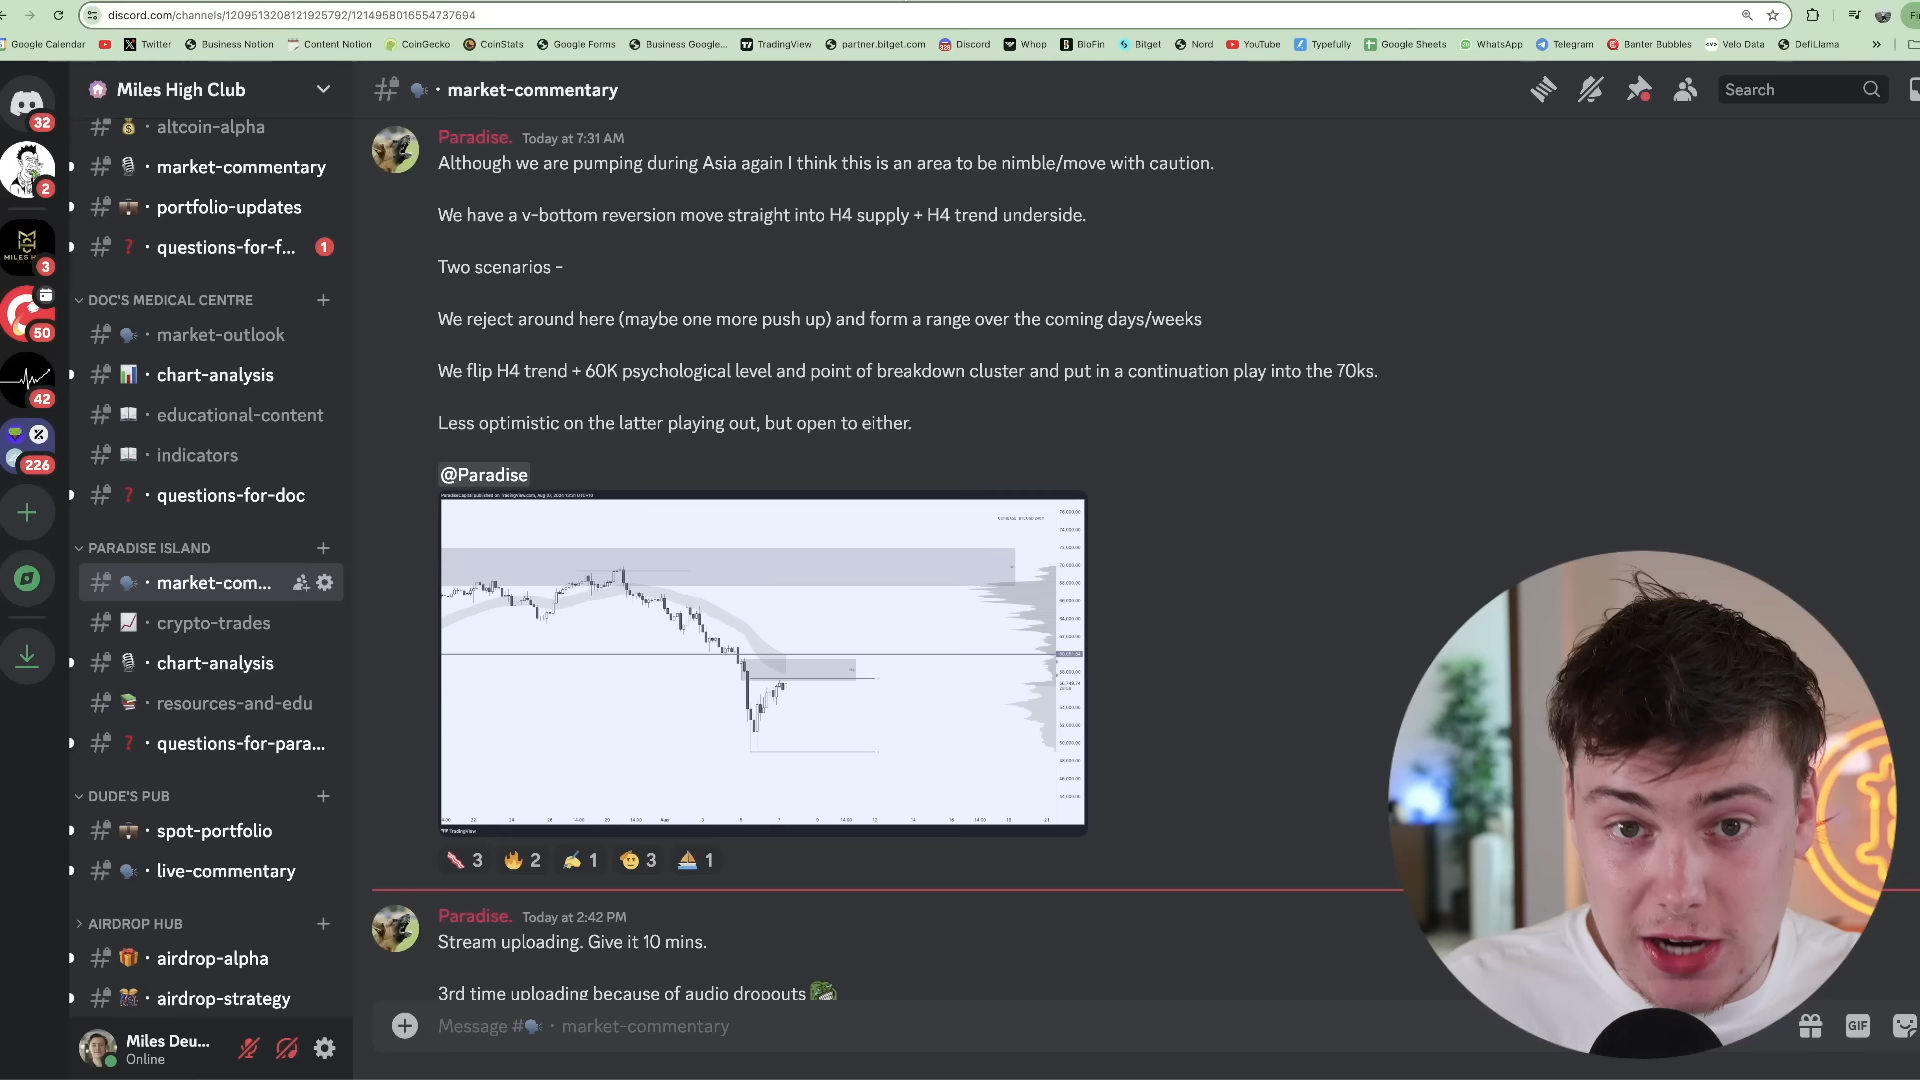 discord.com/channels/1209513208121925792/1214958016554737694
Google Calendar
Twitter
Business Notion
Content Notion
CoinGecko
CoinStats
Google Forms
Business Google...
TradingView
partner.bitget.com
Discord
Whop
BloFin
Bitget
Nord
YouTube
Typefully
Google Sheets
WhatsApp
Telegram
Banter Bubbles
Velo Data
DefiLlama
»
32
2
3
50
42
226
Miles High Club
altcoin-alpha
market-commentary
portfolio-updates
questions-for-f... 1
DOC'S MEDICAL CENTRE
market-outlook
chart-analysis
educational-content
indicators
questions-for-doc
PARADISE ISLAND
market-com...
crypto-trades
chart-analysis
resources-and-edu
questions-for-para...
DUDE'S PUB
spot-portfolio
live-commentary
AIRDROP HUB
airdrop-alpha
airdrop-strategy
Miles Deu...
Online
market-commentary
Search
Paradise. Today at 7:31 AM
Although we are pumping during Asia again I think this is an area to be nimble/move with caution.
We have a v-bottom reversion move straight into H4 supply + H4 trend underside.
Two scenarios -
We reject around here (maybe one more push up) and form a range over the coming days/weeks
We flip H4 trend + 60K psychological level and point of breakdown cluster and put in a continuation play into the 70ks.
Less optimistic on the latter playing out, but open to either.
@Paradise
TradingView
3 2 1 3 1
Paradise. Today at 2:42 PM
Stream uploading. Give it 10 mins.
3rd time uploading because of audio dropouts
Message # · market-commentary
GIF